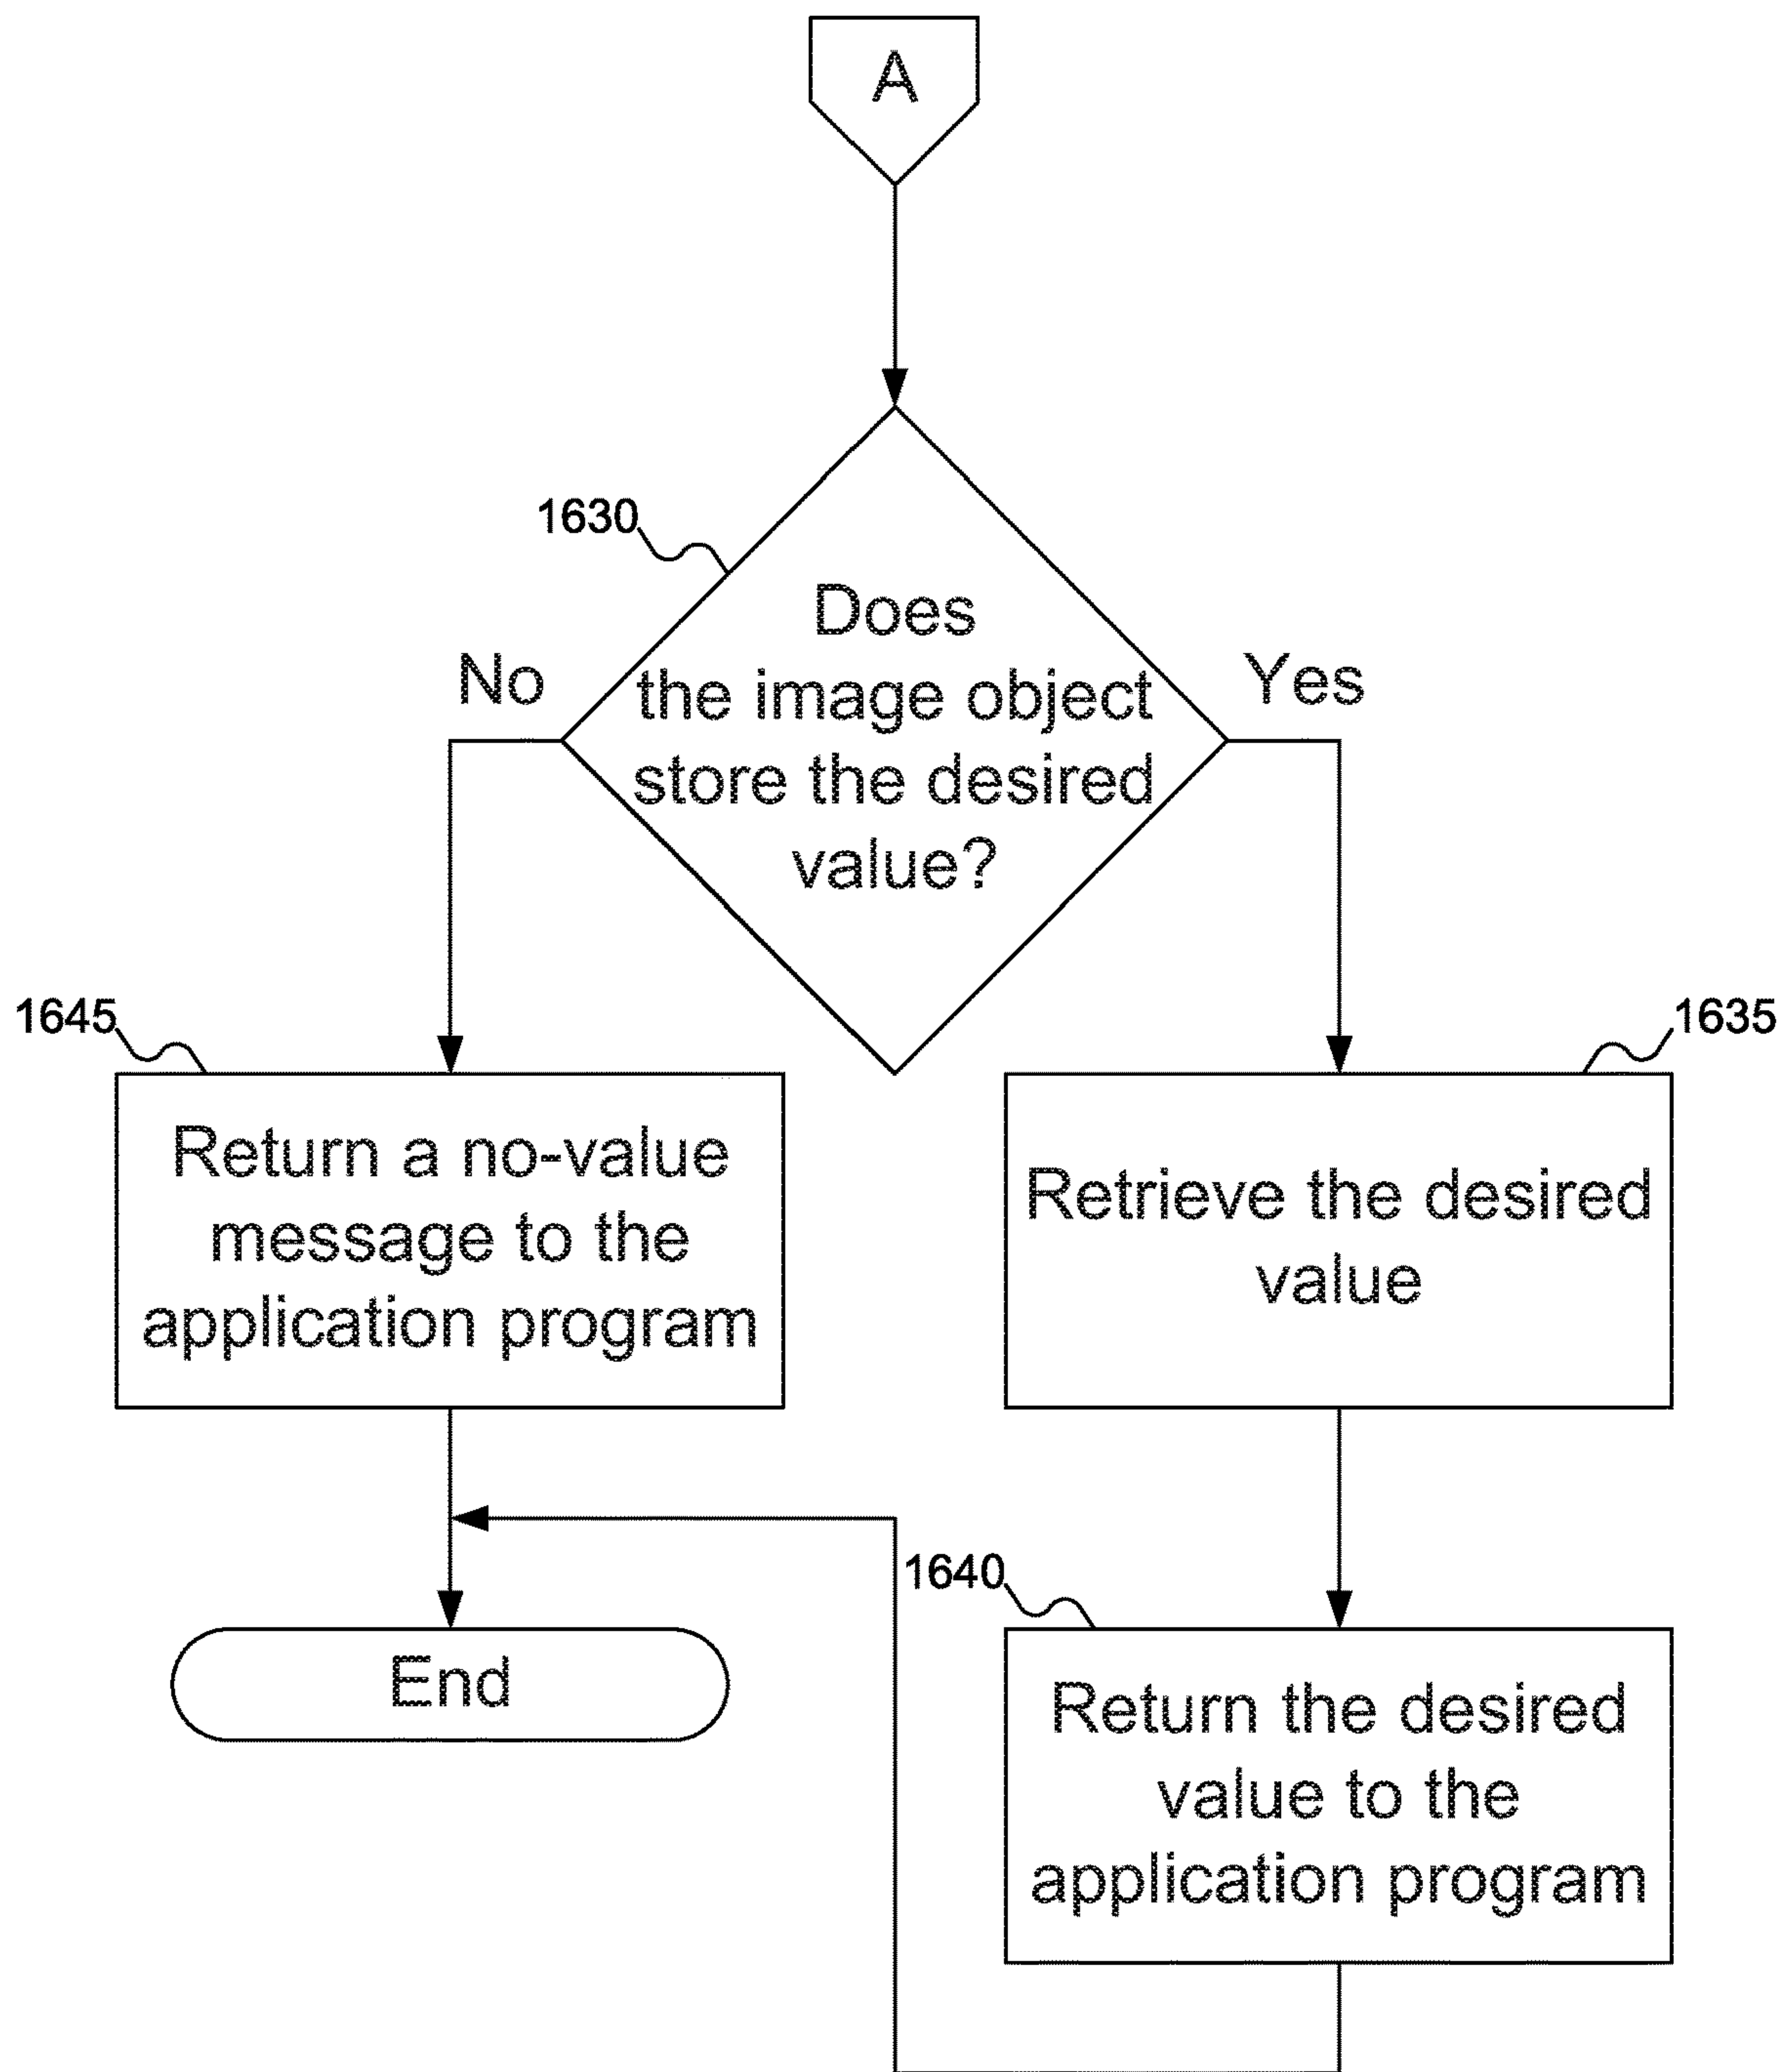 A
1630
Does
the image object
store the desired
value?
No
Yes
1645
Return a no-value
message to the
application program
1635
Retrieve the desired
value
End
1640
Return the desired
value to the
application program